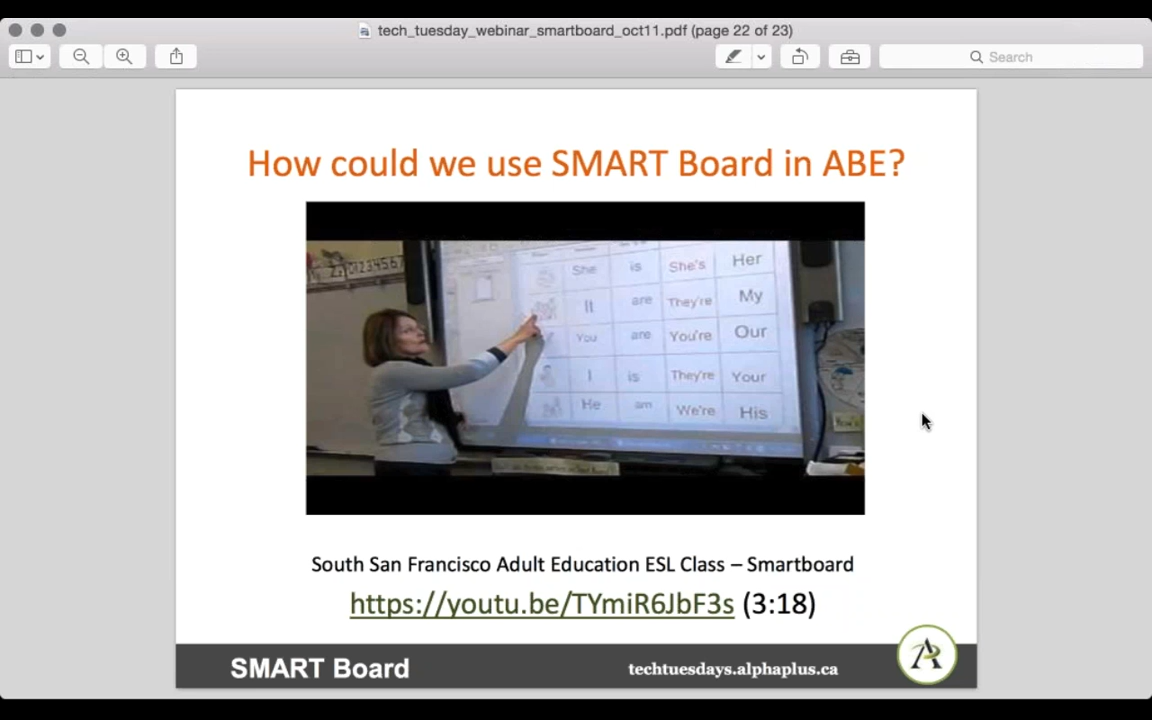 tech_tuesday_webinar_smartboard_oct11.pdf (page 22 of 23)
Search
How could we use SMART Board in ABE?
She is She's Her
It are They're My
You are You're Our
I is They're Your
He am We're His
South San Francisco Adult Education ESL Class – Smartboard
https://youtu.be/TYmiR6JbF3s (3:18)
SMART Board
techtuesdays.alphaplus.ca